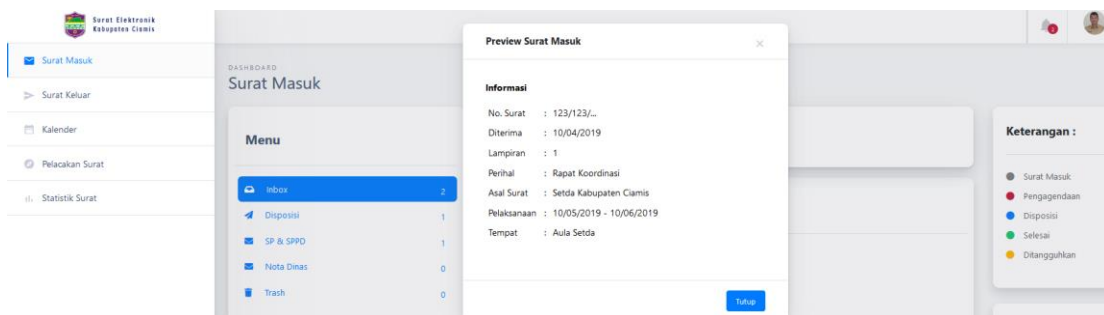 Surat Elektronik
Kabupaten Ciamis
Surat Masuk
Surat Keluar
Kalender
Pelacakan Surat
Statistik Surat
DASHBOARD
Surat Masuk
Menu
Inbox 2
Disposisi 1
SP & SPPD 1
Nota Dinas 0
Trash 0
Preview Surat Masuk ×
Informasi
No. Surat : 123/123/...
Diterima : 10/04/2019
Lampiran : 1
Perihal : Rapat Koordinasi
Asal Surat : Setda Kabupaten Ciamis
Pelaksanaan : 10/05/2019 - 10/06/2019
Tempat : Aula Setda
Tutup
2
Keterangan :
Surat Masuk
Pengagendaan
Disposisi
Selesai
Ditangguhkan